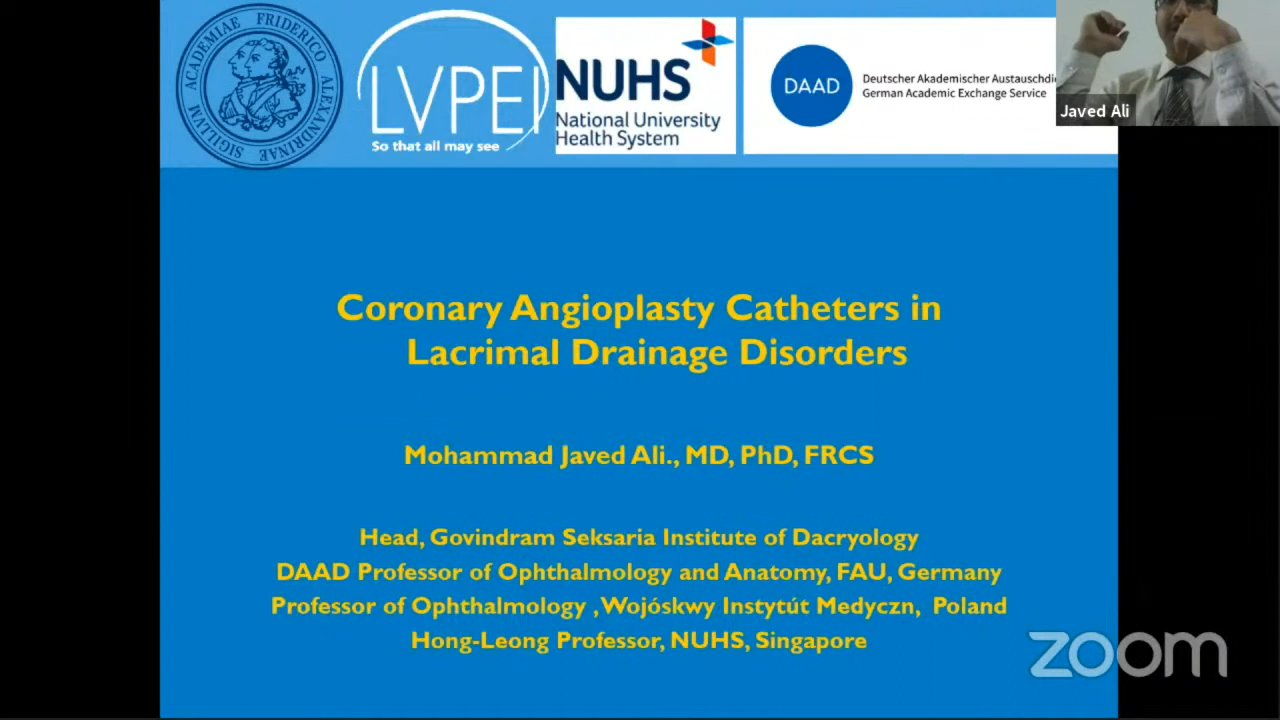 SIGILLVM ACADEMIAE FRIDERICO ALEXANDRINAE
LVPEI
So that all may see
NUHS
National University
Health System
DAAD
Deutscher Akademischer Austauschdi
German Academic Exchange Service
Javed Ali
Coronary Angioplasty Catheters in
Lacrimal Drainage Disorders
Mohammad Javed Ali., MD, PhD, FRCS
Head, Govindram Seksaria Institute of Dacryology
DAAD Professor of Ophthalmology and Anatomy, FAU, Germany
Professor of Ophthalmology , Wojóskwy Instytút Medyczn, Poland
Hong-Leong Professor, NUHS, Singapore
zoom